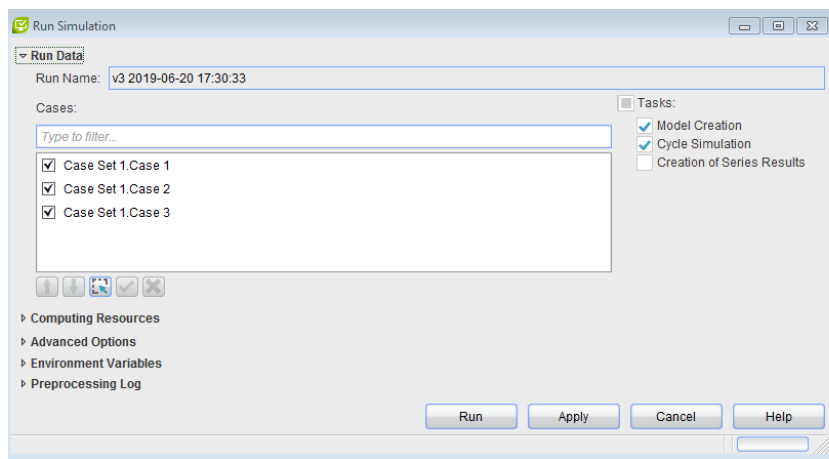 Run Simulation
Run Data
Run Name: v3 2019-06-20 17:30:33
Cases:
Type to filter...
Case Set 1.Case 1
Case Set 1.Case 2
Case Set 1.Case 3
Tasks:
Model Creation
Cycle Simulation
Creation of Series Results
Computing Resources
Advanced Options
Environment Variables
Preprocessing Log
Run Apply Cancel Help